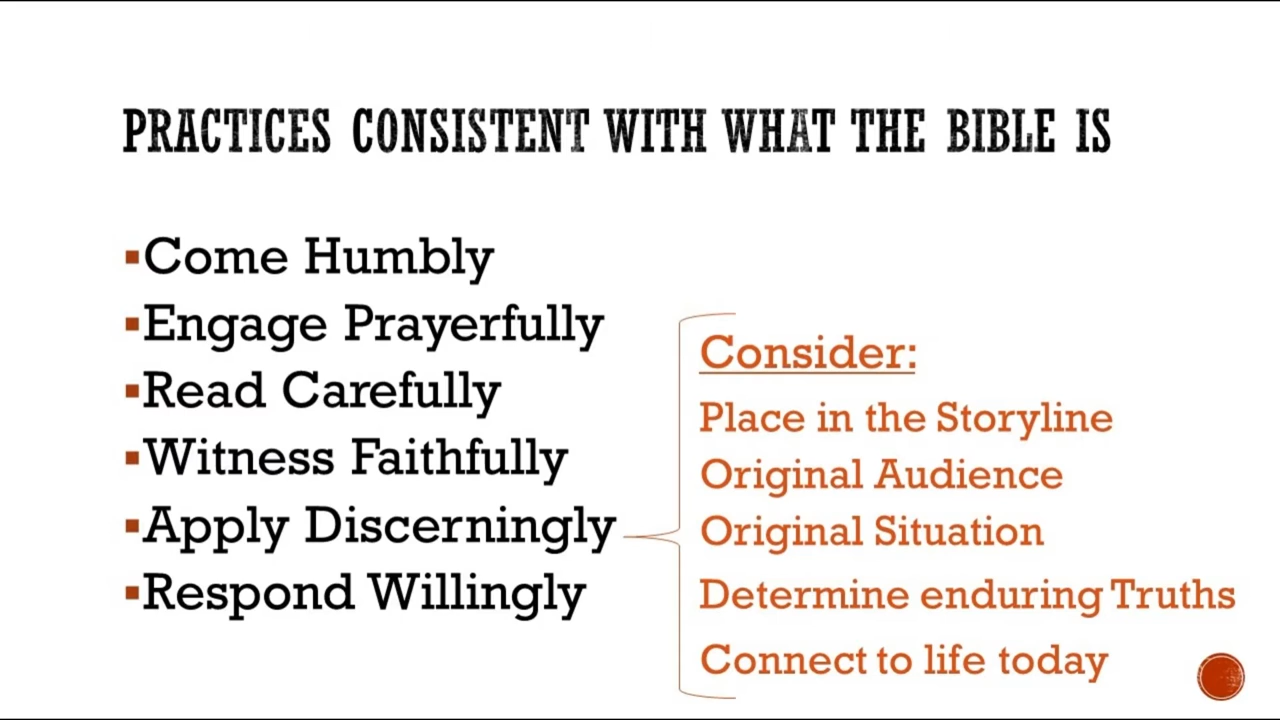 PRACTICES CONSISTENT WITH WHAT THE BIBLE IS
▪Come Humbly
▪Engage Prayerfully
▪Read Carefully
▪Witness Faithfully
▪Apply Discerningly
▪Respond Willingly
Consider:
Place in the Storyline
Original Audience
Original Situation
Determine enduring Truths
Connect to life today